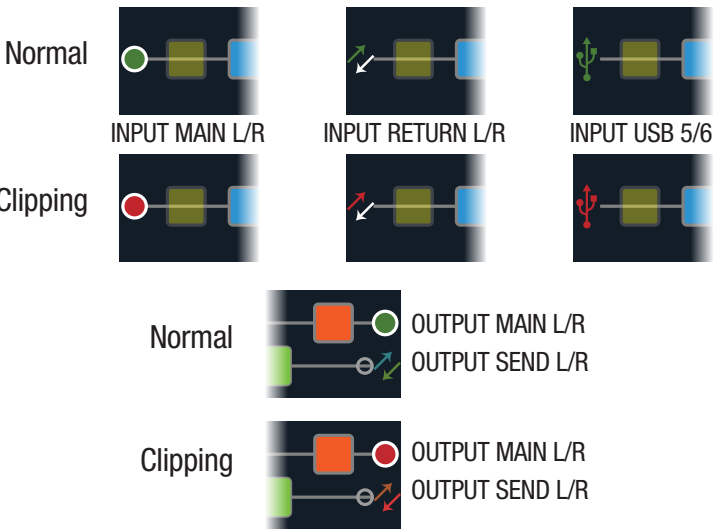 Normal
INPUT MAIN L/R INPUT RETURN L/R INPUT USB 5/6
Clipping
Normal
OUTPUT MAIN L/R
OUTPUT SEND L/R
Clipping
OUTPUT MAIN L/R
OUTPUT SEND L/R